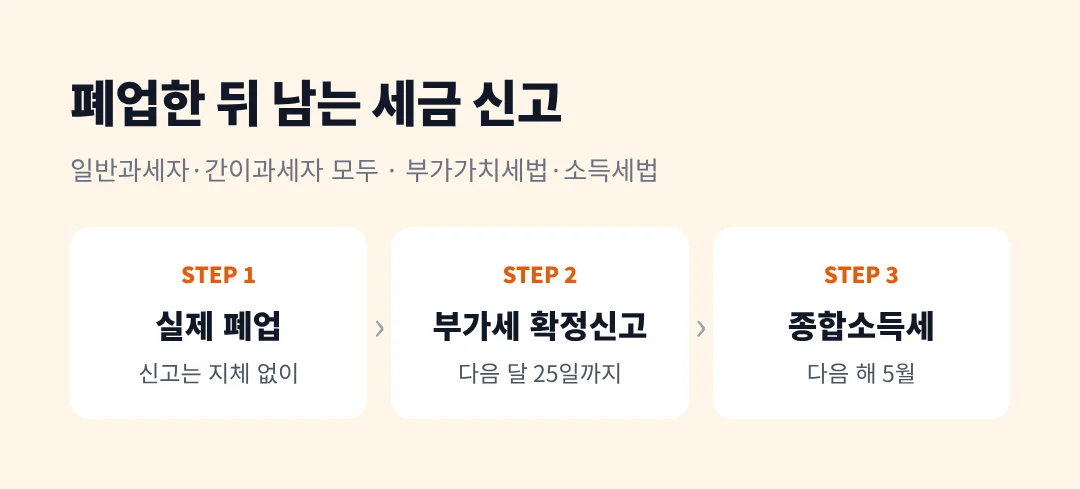 폐업한 뒤 남는 세금 신고
일반과세자·간이과세자 모두 · 부가가치세법·소득세법
STEP 1
실제 폐업
신고는 지체 없이
›
STEP 2
부가세 확정신고
다음 달 25일까지
›
STEP 3
종합소득세
다음 해 5월